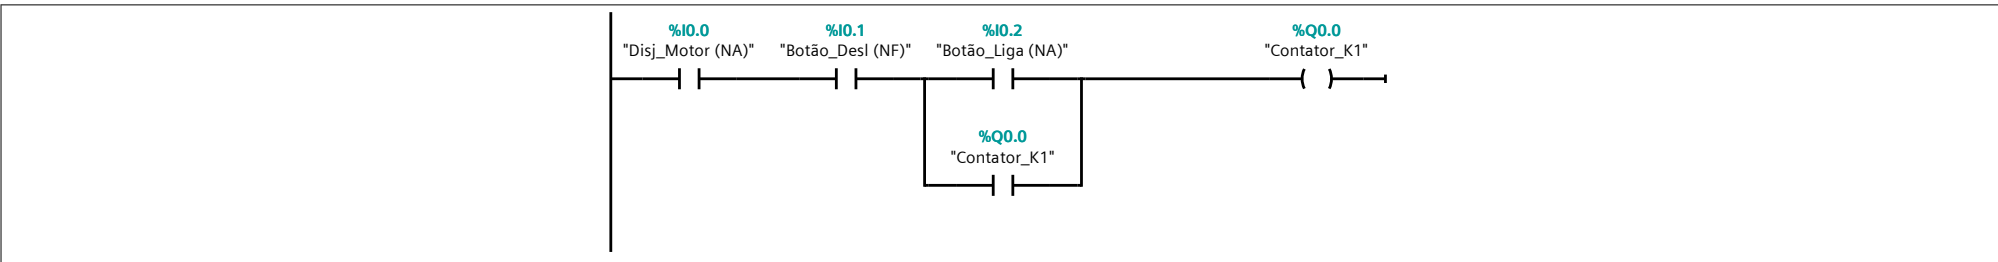 %I0.0 %I0.1 %I0.2 %Q0.0
"Disj_Motor (NA)" "Botão_Desl (NF)" "Botão_Liga (NA)" "Contator_K1"
%Q0.0
"Contator_K1"